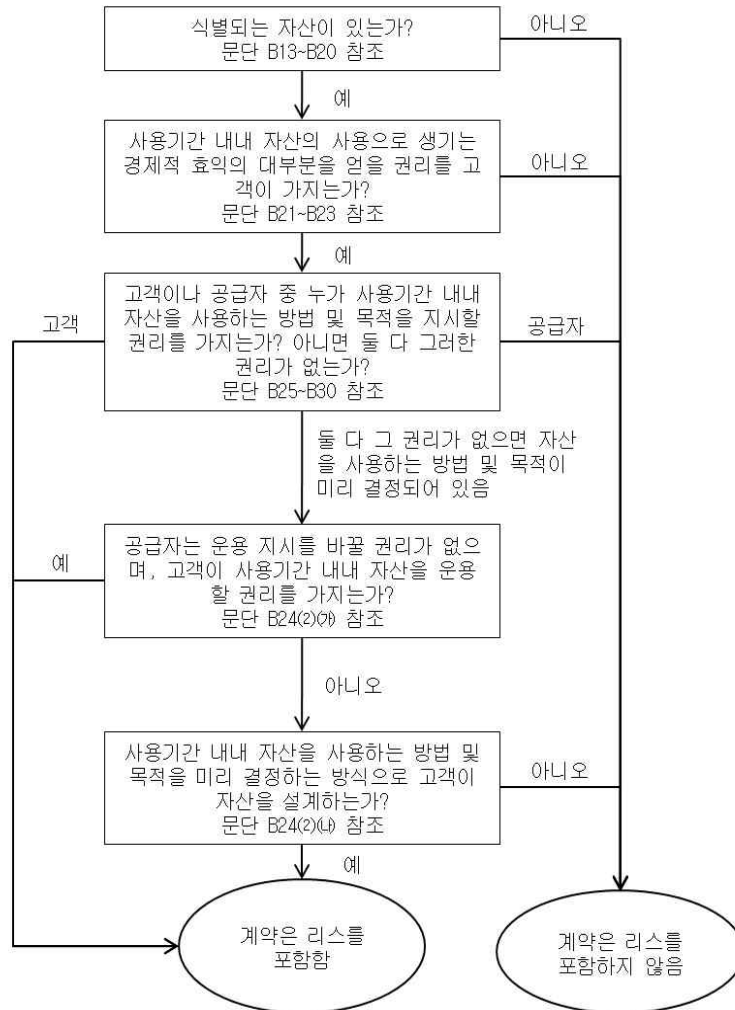 식별되는 자산이 있는가?
문단 B13~B20 참조
아니오
예
사용기간 내내 자산의 사용으로 생기는
경제적 효익의 대부분을 얻을 권리를 고
객이 가지는가?
문단 B21~B23 참조
아니오
예
고객이나 공급자 중 누가 사용기간 내내
자산을 사용하는 방법 및 목적을 지시할
권리를 가지는가? 아니면 둘 다 그러한
권리가 없는가?
문단 B25~B30 참조
고객
공급자
둘 다 그 권리가 없으면 자산
을 사용하는 방법 및 목적이
미리 결정되어 있음
공급자는 운용 지시를 바꿀 권리가 없으
며, 고객이 사용기간 내내 자산을 운용
할 권리를 가지는가?
문단 B24⑵㈎ 참조
예
아니오
사용기간 내내 자산을 사용하는 방법 및
목적을 미리 결정하는 방식으로 고객이
자산을 설계하는가?
문단 B24⑵㈏ 참조
아니오
예
계약은 리스를
포함함
계약은 리스를
포함하지 않음